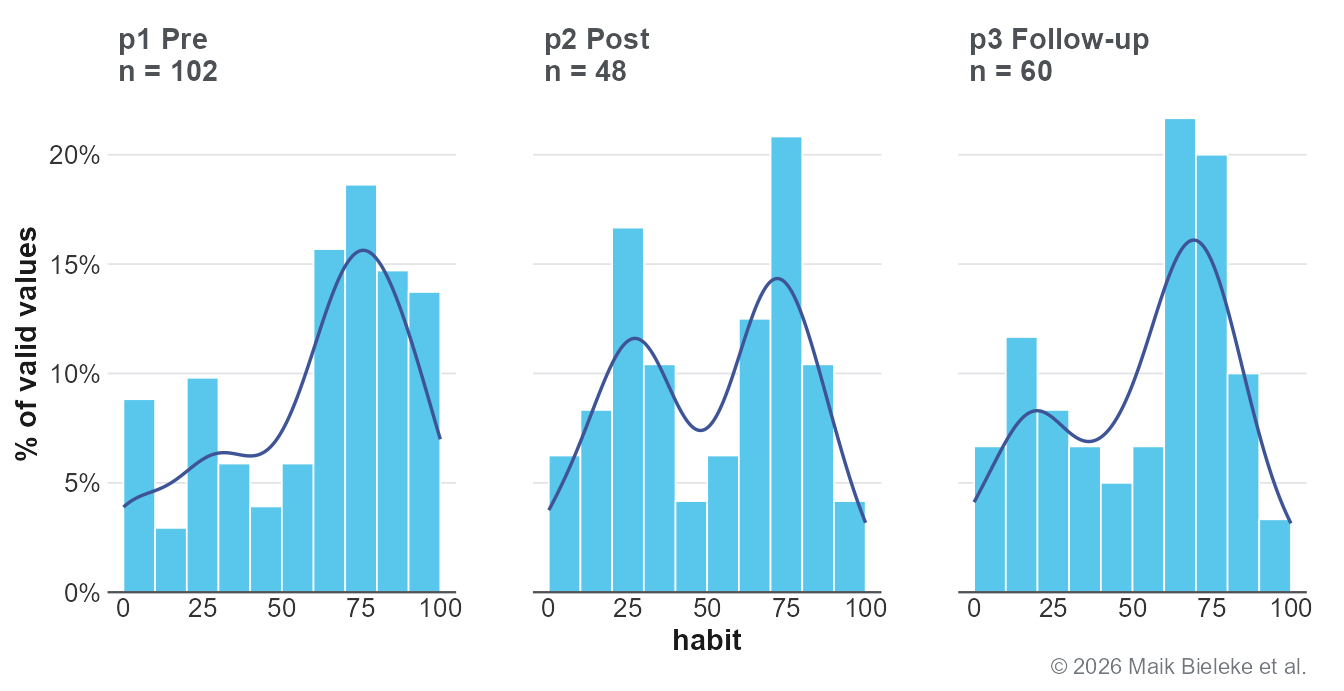 p1 Pre
n = 102
p2 Post
n = 48
p3 Follow-up
n = 60
% of valid values
20%
15%
10%
5%
0%
0 25 50 75 100
0 25 50 75 100
0 25 50 75 100
habit
© 2026 Maik Bieleke et al.